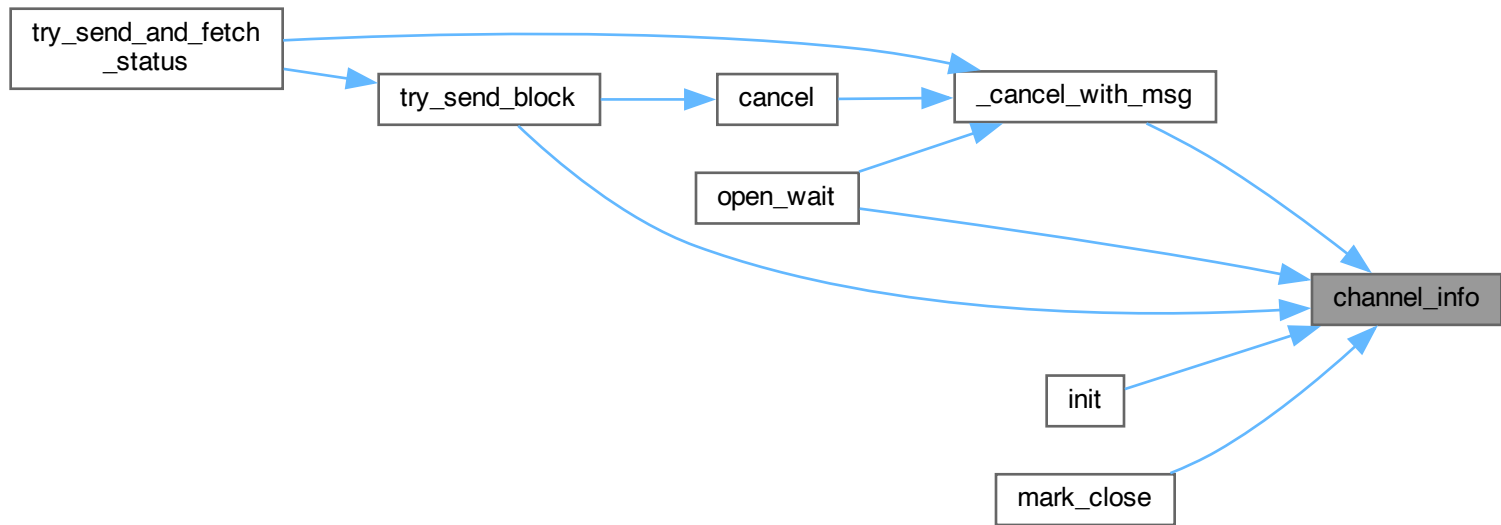 try_send_and_fetch
_status
try_send_block
cancel
_cancel_with_msg
open_wait
channel_info
init
mark_close